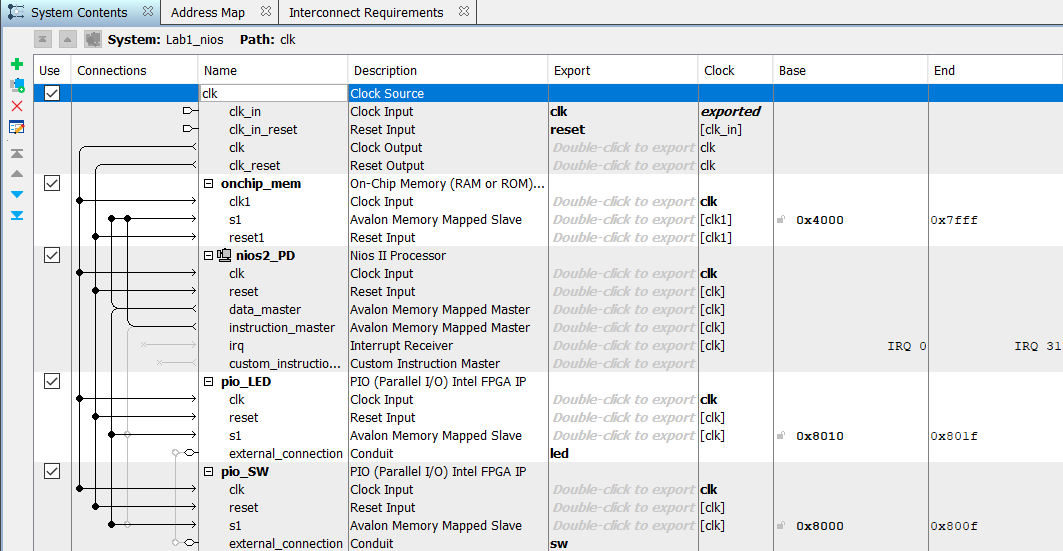 System Contents Address Map Interconnect Requirements
System: Lab1_nios Path: clk
Use Connections Name Description Export Clock Base End
clk Clock Source
clk_in Clock Input clk exported
clk_in_reset Reset Input reset [clk_in]
clk Clock Output Double-click to export clk
clk_reset Reset Output Double-click to export clk
onchip_mem On-Chip Memory (RAM or ROM)...
clk1 Clock Input Double-click to export clk
s1 Avalon Memory Mapped Slave Double-click to export [clk1] 0x4000 0x7fff
reset1 Reset Input Double-click to export [clk1]
nios2_PD Nios II Processor
clk Clock Input Double-click to export clk
reset Reset Input Double-click to export [clk]
data_master Avalon Memory Mapped Master Double-click to export [clk]
instruction_master Avalon Memory Mapped Master Double-click to export [clk]
irq Interrupt Receiver Double-click to export [clk] IRQ 0 IRQ 31
custom_instructio... Custom Instruction Master Double-click to export
pio_LED PIO (Parallel I/O) Intel FPGA IP
clk Clock Input Double-click to export clk
reset Reset Input Double-click to export [clk]
s1 Avalon Memory Mapped Slave Double-click to export [clk] 0x8010 0x801f
external_connection Conduit led
pio_SW PIO (Parallel I/O) Intel FPGA IP
clk Clock Input Double-click to export clk
reset Reset Input Double-click to export [clk]
s1 Avalon Memory Mapped Slave Double-click to export [clk] 0x8000 0x800f
external_connection Conduit sw